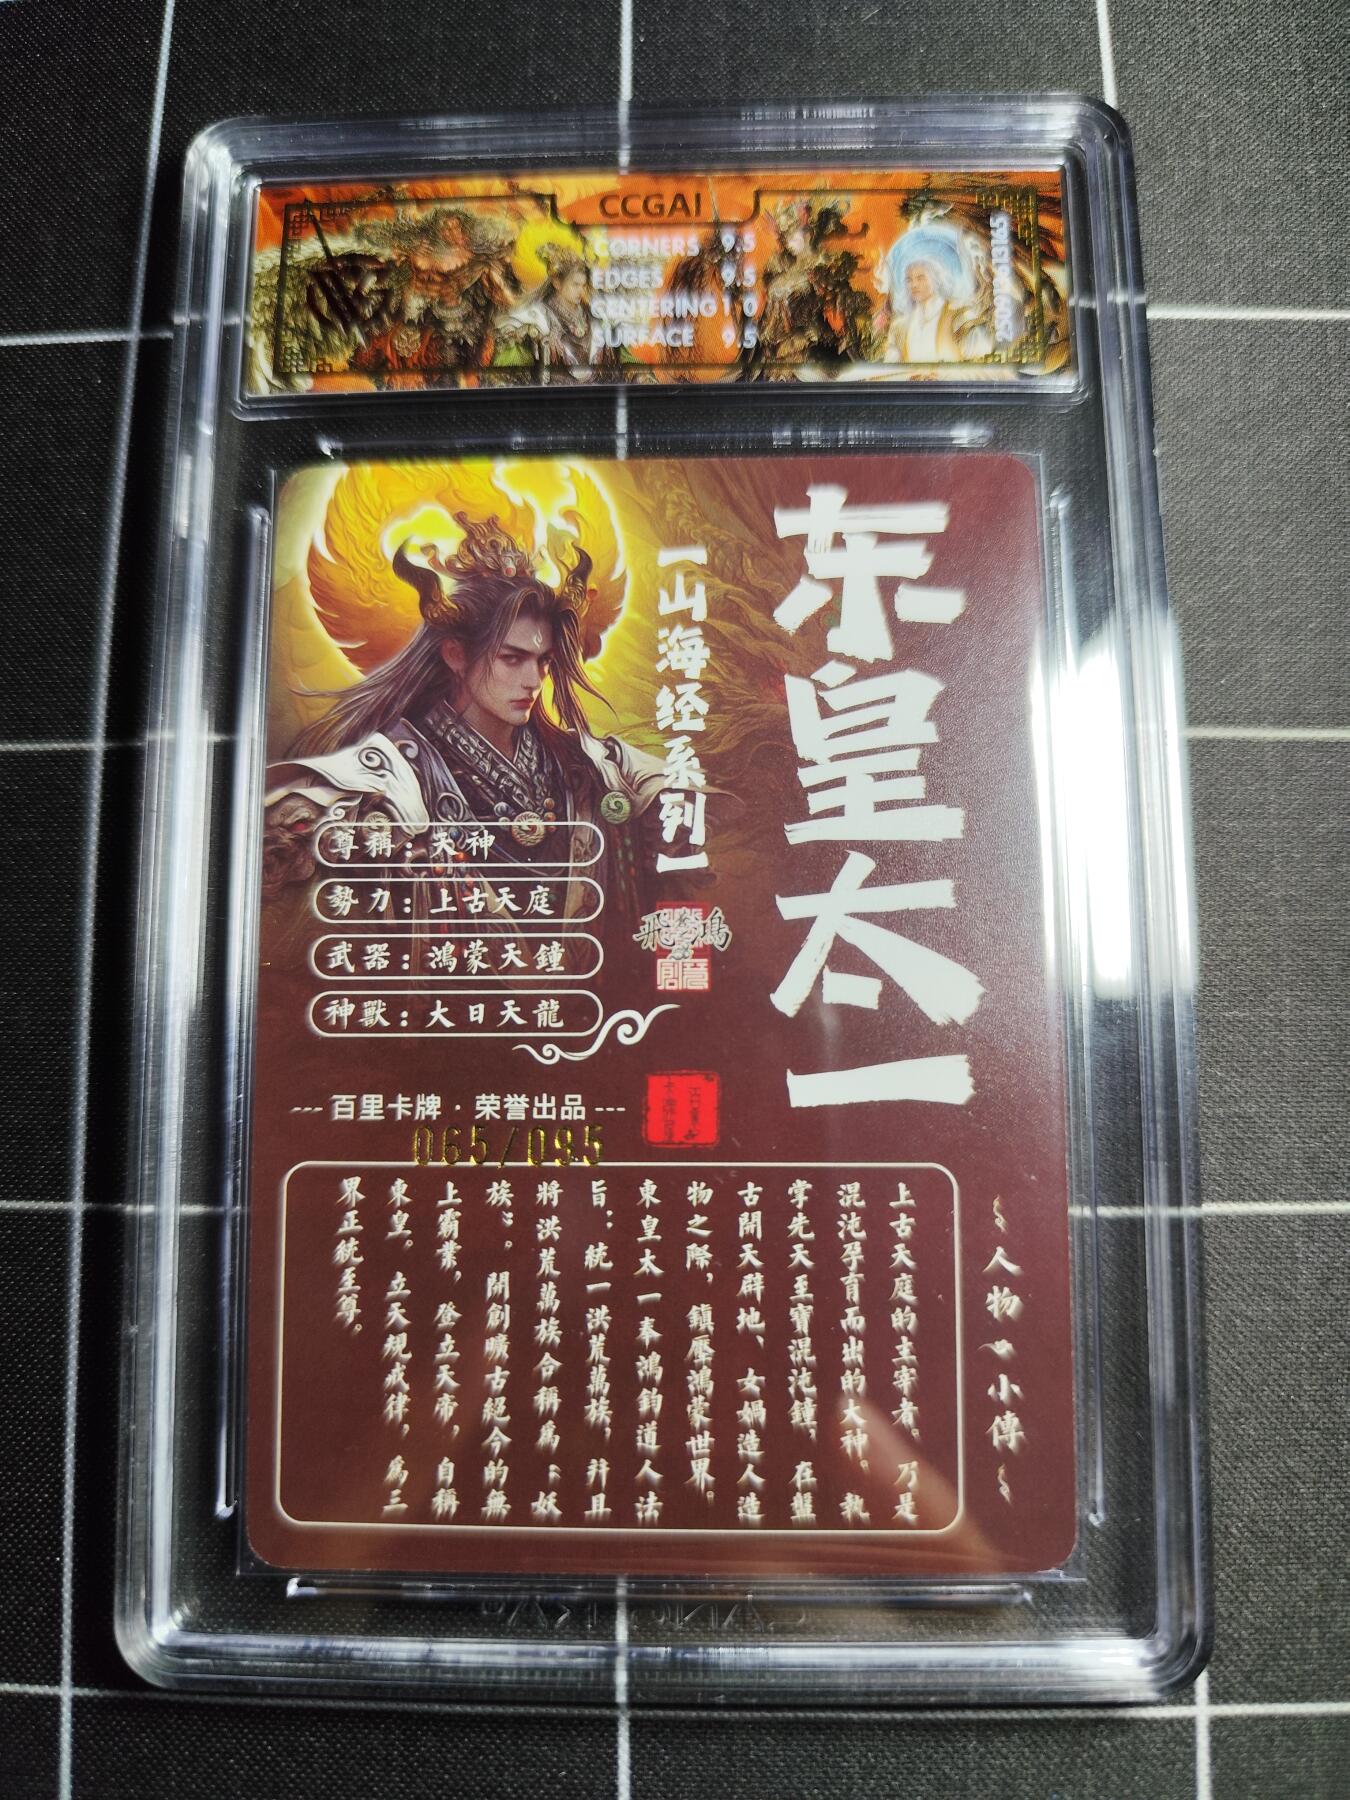 CCGAI
CORNERS 9.5
EDGES 9.5
CENTERING 10
SURFACE 9.5
东皇太一
山海经系列
飛鴻
創意
尊稱：天神
勢力：上古天庭
武器：鴻蒙天鐘
神獸：大日天龍
--- 百里卡牌 · 荣誉出品 ---
065/095
人物小傳
上古天庭的主宰者。乃是
混沌孕育而出的大神。執
掌先天至寶混沌鐘，在盤
古開天辟地、女媧造人造
物之際，鎮壓鴻蒙世界。
東皇太一奉鴻鈞道人法
旨：統一洪荒萬族，并且
將洪荒萬族合稱為：妖
族。開創曠古絕今的無
上霸業，登立天帝，自稱
東皇。立天規戒律，為三
界正統至尊。